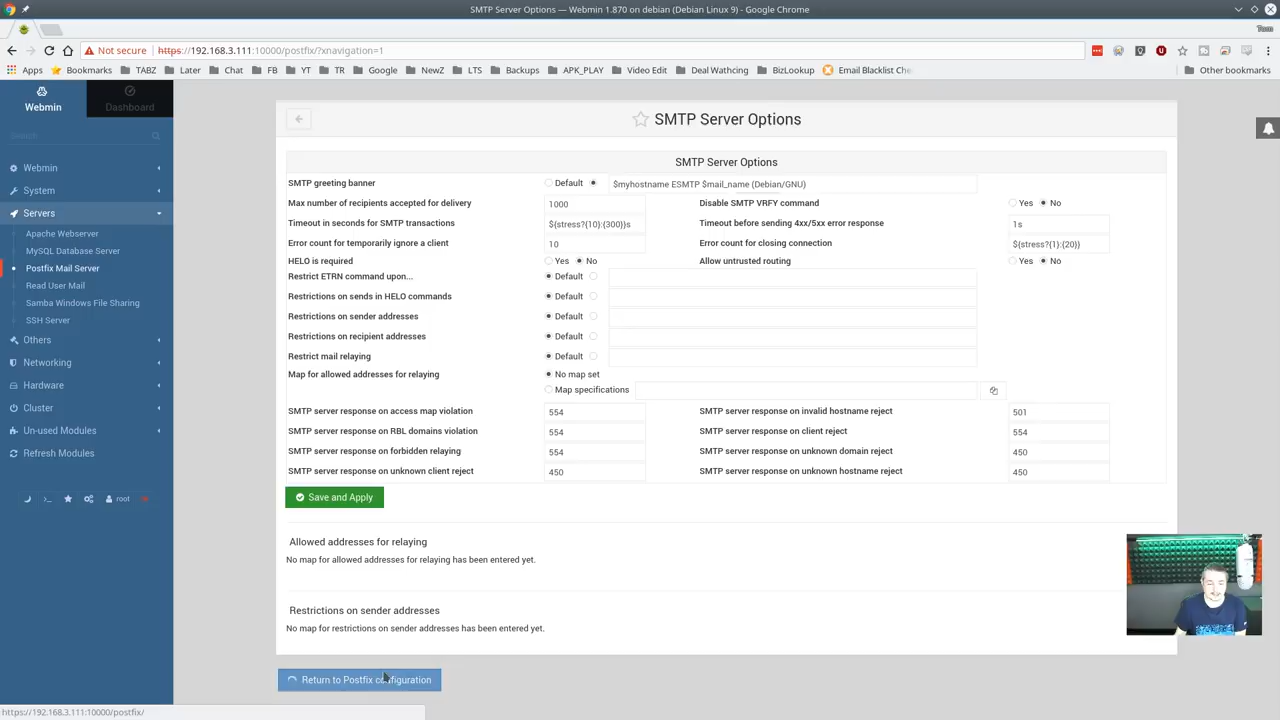 SMTP Server Options — Webmin 1.870 on debian (Debian Linux 9) - Google Chrome
Not secure
https://192.168.3.111:10000/postfix/?xnavigation=1
Apps
Bookmarks
TABZ
Later
Chat
FB
YT
TR
Google
NewZ
LTS
Backups
APK_PLAY
Video Edit
Deal Wathcing
BizLookup
Email Blacklist Che
Other bookmarks
Webmin
Dashboard
Search
Webmin
System
Servers
Apache Webserver
MySQL Database Server
Postfix Mail Server
Read User Mail
Samba Windows File Sharing
SSH Server
Others
Networking
Hardware
Cluster
Un-used Modules
Refresh Modules
root
SMTP Server Options
SMTP Server Options
SMTP greeting banner Default $myhostname ESMTP $mail_name (Debian/GNU)
Max number of recipients accepted for delivery 1000 Disable SMTP VRFY command Yes No
Timeout in seconds for SMTP transactions ${stress?{10}:{300}}s Timeout before sending 4xx/5xx error response 1s
Error count for temporarily ignore a client 10 Error count for closing connection ${stress?{1}:{20}}
HELO is required Yes No Allow untrusted routing Yes No
Restrict ETRN command upon... Default
Restrictions on sends in HELO commands Default
Restrictions on sender addresses Default
Restrictions on recipient addresses Default
Restrict mail relaying Default
Map for allowed addresses for relaying No map set
Map specifications
SMTP server response on access map violation 554 SMTP server response on invalid hostname reject 501
SMTP server response on RBL domains violation 554 SMTP server response on client reject 554
SMTP server response on forbidden relaying 554 SMTP server response on unknown domain reject 450
SMTP server response on unknown client reject 450 SMTP server response on unknown hostname reject 450
Save and Apply
Allowed addresses for relaying
No map for allowed addresses for relaying has been entered yet.
Restrictions on sender addresses
No map for restrictions on sender addresses has been entered yet.
Return to Postfix configuration
https://192.168.3.111:10000/postfix/